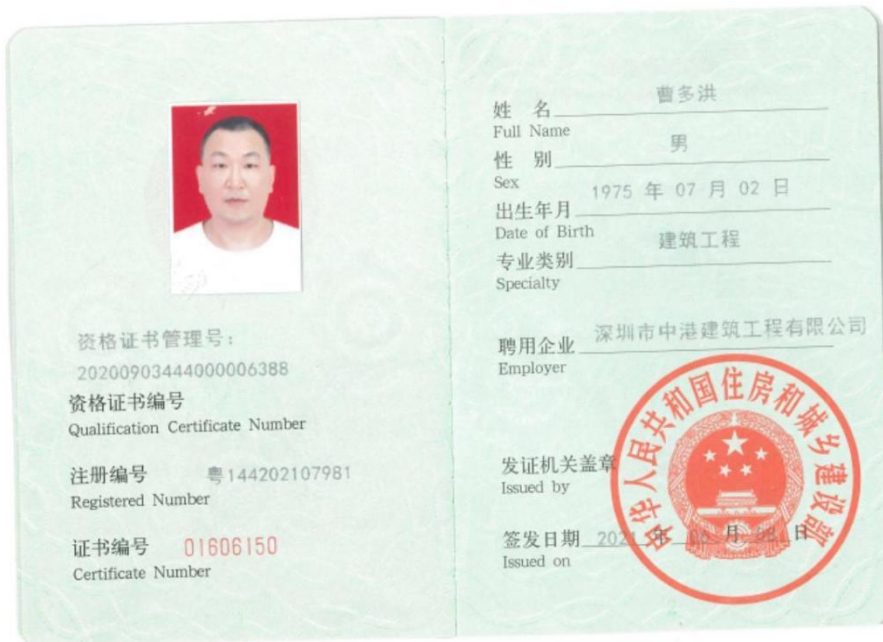 资格证书管理号：
20200903444000006388
资格证书编号
Qualification Certificate Number
注册编号 粤144202107981
Registered Number
证书编号 01606150
Certificate Number
姓 名 曹多洪
Full Name
性 别 男
Sex
出生年月 1975 年 07 月 02 日
Date of Birth
专业类别 建筑工程
Specialty
聘用企业 深圳市中港建筑工程有限公司
Employer
发证机关盖章
Issued by
签发日期 2021 年 月 日
Issued on
中华人民共和国住房和城乡建设部